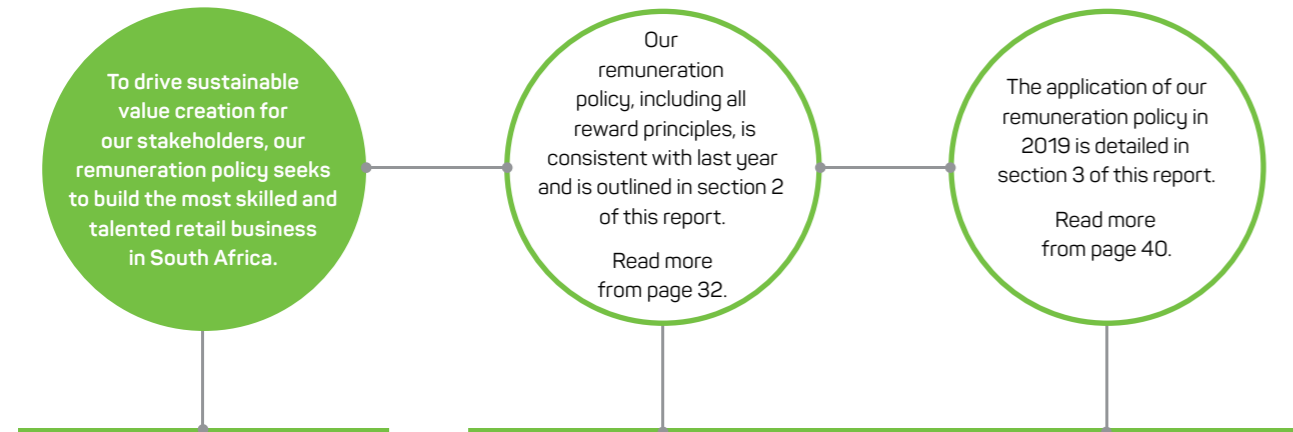 To drive sustainable
value creation for
our stakeholders, our
remuneration policy seeks
to build the most skilled and
talented retail business
in South Africa.
Our
remuneration
policy, including all
reward principles, is
consistent with last year
and is outlined in section 2
of this report.
Read more
from page 32.
The application of our
remuneration policy in
2019 is detailed in
section 3 of this report.
Read more
from page 40.